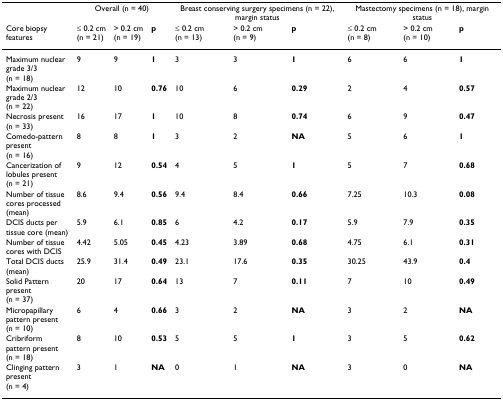 Overall (n = 40) Breast conserving surgery specimens (n = 22), Mastectomy specimens (n = 18), margin
margin status status
Core biopsy ≤ 0.2 cm > 0.2 cm p ≤ 0.2 cm > 0.2 cm p ≤ 0.2 cm > 0.2 cm p
features (n = 21) (n = 19) (n = 13) (n = 9) (n = 8) (n = 10)
Maximum nuclear 9 9 1 3 3 1 6 6 1
grade 3/3
(n = 18)
Maximum nuclear 12 10 0.76 10 6 0.29 2 4 0.57
grade 2/3
(n = 22)
Necrosis present 16 17 1 10 8 0.74 6 9 0.47
(n = 33)
Comedo-pattern 8 8 1 3 2 NA 5 6 1
present
(n = 16)
Cancerization of 9 12 0.54 4 5 1 5 7 0.68
lobules present
(n = 21)
Number of tissue 8.6 9.4 0.56 9.4 8.4 0.66 7.25 10.3 0.08
cores processed
(mean)
DCIS ducts per 5.9 6.1 0.85 6 4.2 0.17 5.9 7.9 0.35
tissue core (mean)
Number of tissue 4.42 5.05 0.45 4.23 3.89 0.68 4.75 6.1 0.31
cores with DCIS
Total DCIS ducts 25.9 31.4 0.49 23.1 17.6 0.35 30.25 43.9 0.4
(mean)
Solid Pattern 20 17 0.64 13 7 0.11 7 10 0.49
present
(n = 37)
Micropapillary 6 4 0.66 3 2 NA 3 2 NA
pattern present
(n = 10)
Cribriform 8 10 0.53 5 5 1 3 5 0.62
pattern present
(n = 18)
Clinging pattern 3 1 NA 0 1 NA 3 0 NA
present
(n = 4)